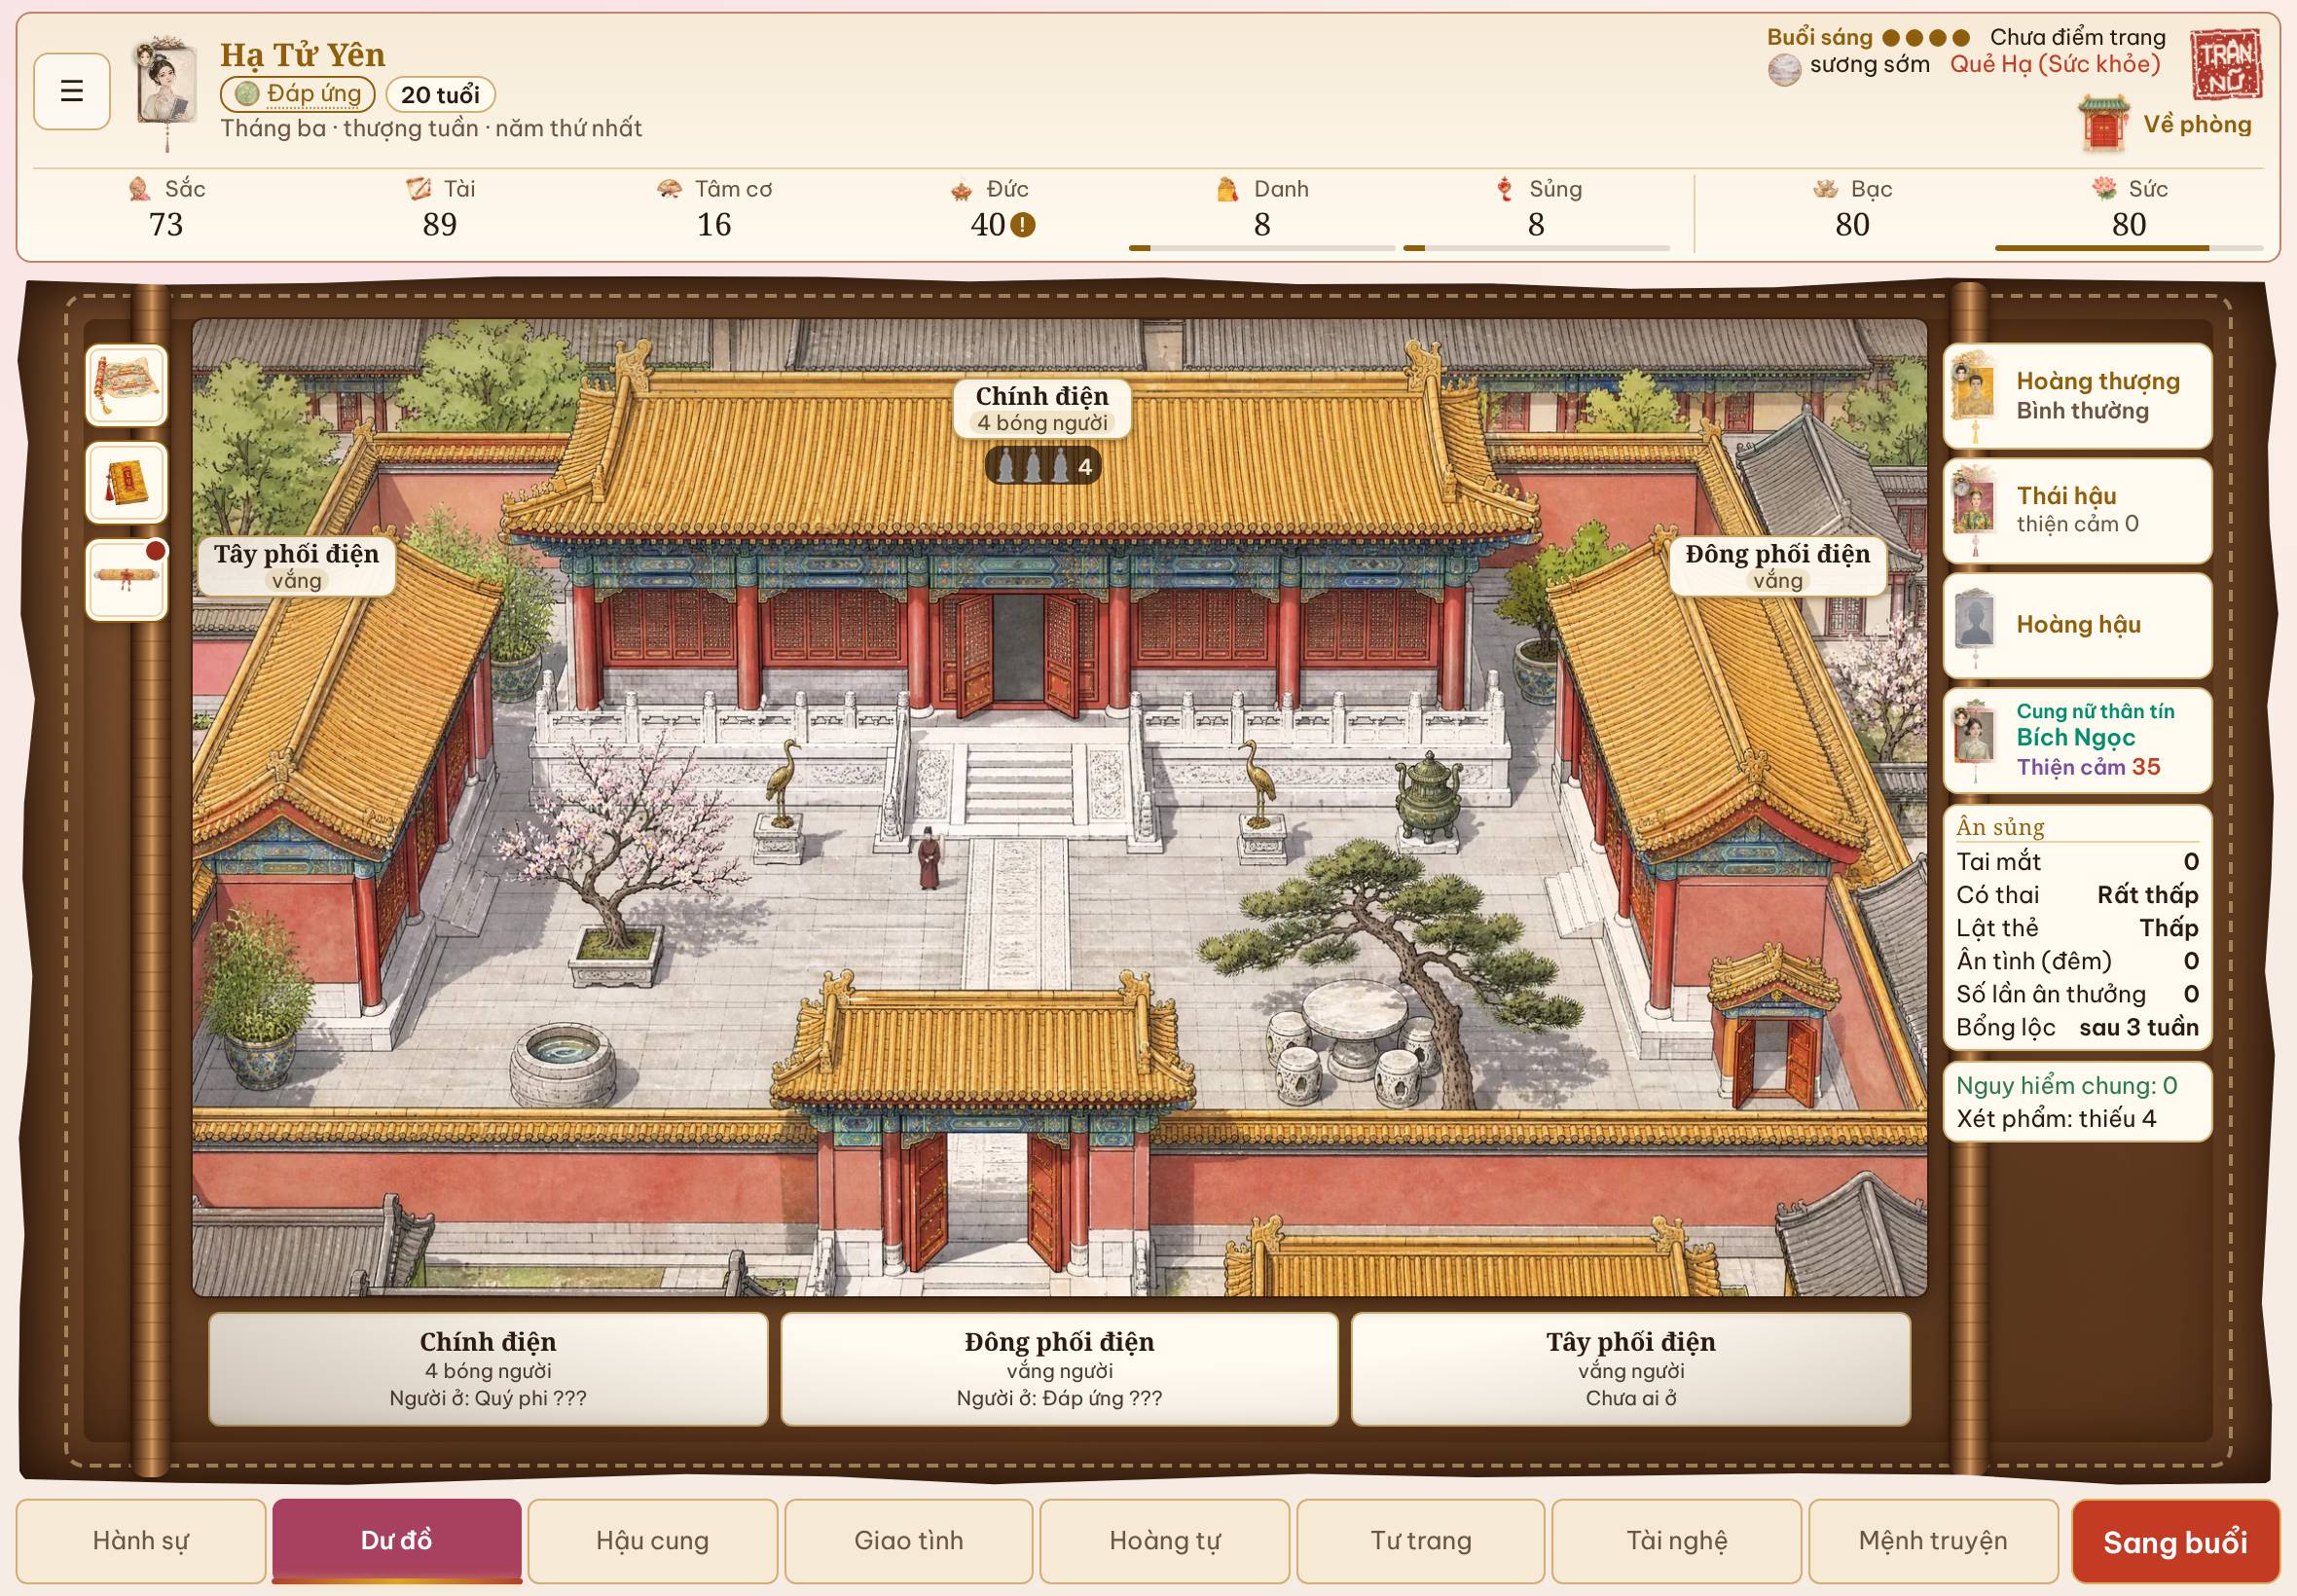 ☰
Hạ Tử Yên
Đáp ứng 20 tuổi
Tháng ba · thượng tuần · năm thứ nhất
Buổi sáng Chưa điểm trang
sương sớm Quẻ Hạ (Sức khỏe)
TRÂN
NỮ
Về phòng
Sắc Tài Tâm cơ Đức Danh Sủng Bạc Sức
73 89 16 40 ! 8 8 80 80
Chính điện
4 bóng người
4
Tây phối điện
vắng
Đông phối điện
vắng
Hoàng thượng
Bình thường
Thái hậu
thiện cảm 0
Hoàng hậu
Cung nữ thân tín
Bích Ngọc
Thiện cảm 35
Ân sủng
Tai mắt 0
Có thai Rất thấp
Lật thẻ Thấp
Ân tình (đêm) 0
Số lần ân thưởng 0
Bổng lộc sau 3 tuần
Nguy hiểm chung: 0
Xét phẩm: thiếu 4
Chính điện
4 bóng người
Người ở: Quý phi ???
Đông phối điện
vắng người
Người ở: Đáp ứng ???
Tây phối điện
vắng người
Chưa ai ở
Hành sự Dư đồ Hậu cung Giao tình Hoàng tự Tư trang Tài nghệ Mệnh truyện Sang buổi